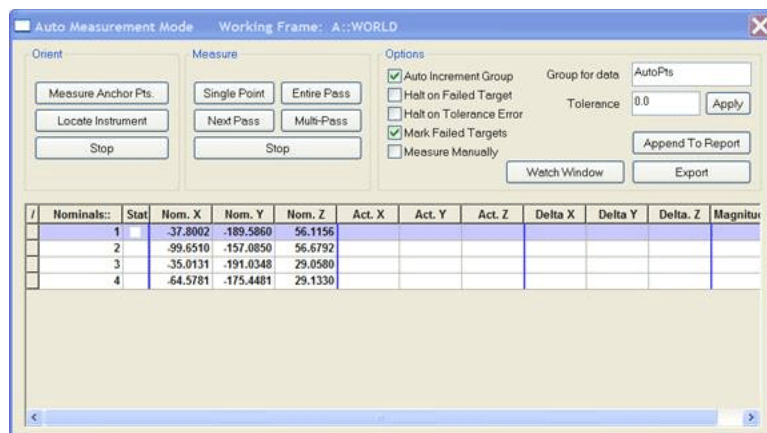 Auto Measurement Mode Working Frame: A::WORLD
Orient
Measure Anchor Pts.
Locate Instrument
Stop
Measure
Single Point Entire Pass
Next Pass Multi-Pass
Stop
Options
Auto Increment Group
Halt on Failed Target
Halt on Tolerance Error
Mark Failed Targets
Measure Manually
Group for data AutoPts
Tolerance 0.0 Apply
Append To Report
Watch Window Export
/ Nominals:: Stat Nom. X Nom. Y Nom. Z Act. X Act. Y Act. Z Delta X Delta Y Delta. Z Magnitu
1 -37.8002 -189.5860 56.1156
2 -99.6510 -157.0850 56.6792
3 -35.0131 -191.0348 29.0580
4 -64.5781 -175.4481 29.1330